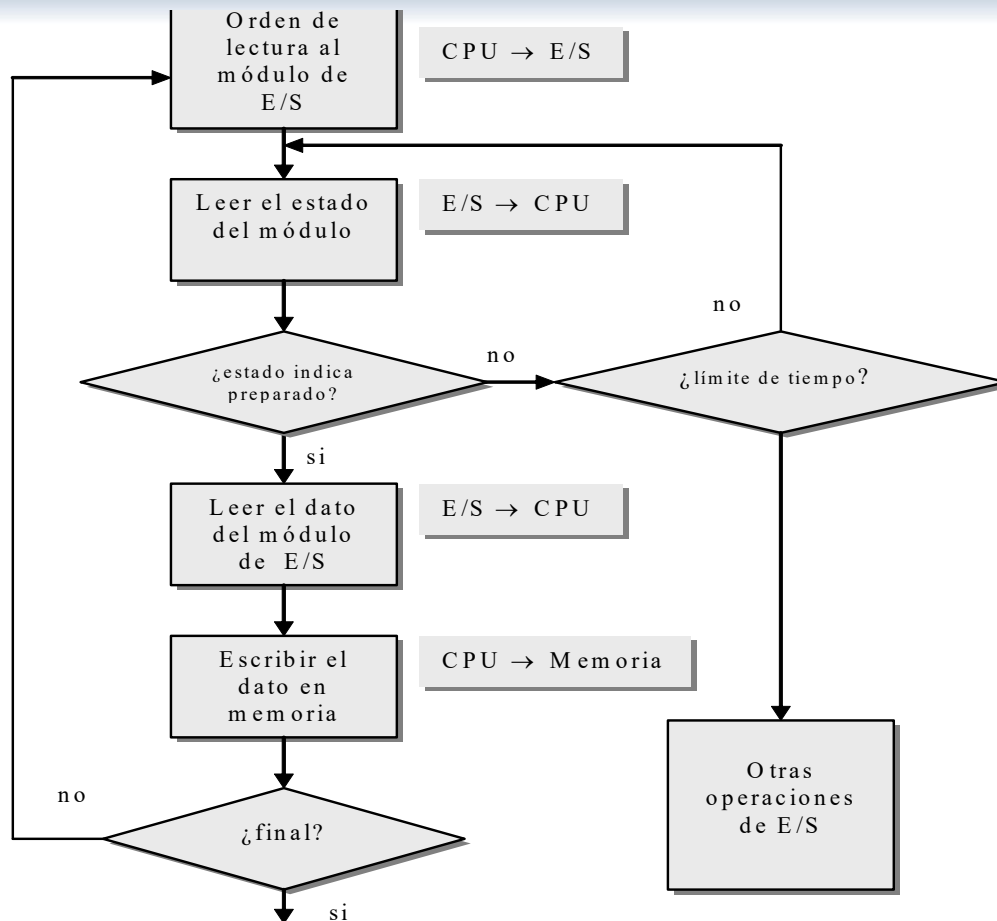 Orden de
lectura al
módulo de
E/S
CPU → E/S
Leer el estado
del módulo
E/S → CPU
no
¿estado indica
preparado?
no
¿límite de tiempo?
si
Leer el dato
del módulo
de E/S
E/S → CPU
Escribir el
dato en
memoria
CPU → Memoria
Otras
operaciones
de E/S
no
¿final?
si